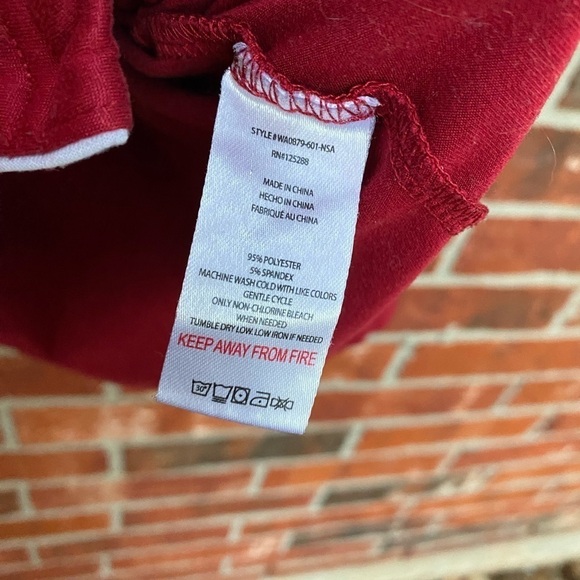 STYLE#WA0879-601-NSA
RN#125288
MADE IN CHINA
HECHO IN CHINA
FABRIQUÉ AU CHINA
95% POLYESTER
5% SPANDEX
MACHINE WASH COLD WITH LIKE COLORS
GENTLE CYCLE
ONLY NON-CHLORINE BLEACH
WHEN NEEDED
TUMBLE DRY LOW. LOW IRON IF NEEDED
KEEP AWAY FROM FIRE
30°